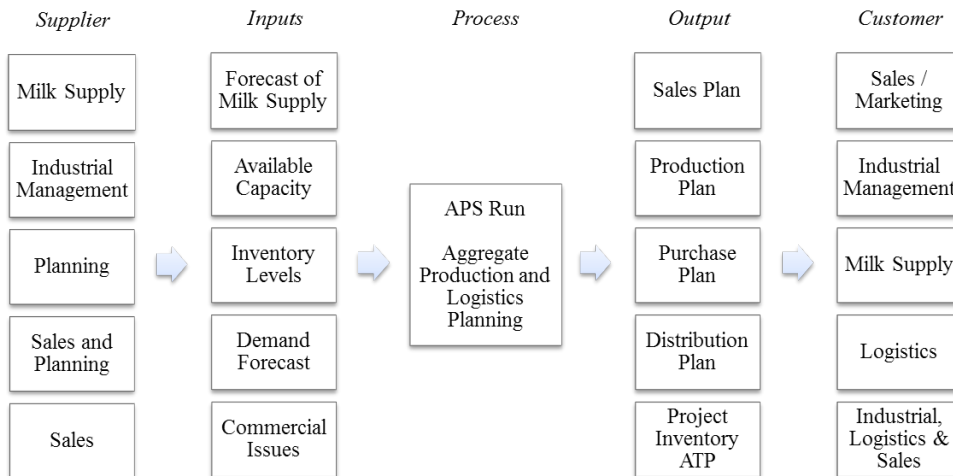 Supplier
Inputs
Process
Output
Customer
Milk Supply
Industrial
Management
Planning
Sales and
Planning
Sales
Forecast of
Milk Supply
Available
Capacity
Inventory
Levels
Demand
Forecast
Commercial
Issues
APS Run
Aggregate
Production and
Logistics
Planning
Sales Plan
Production
Plan
Purchase
Plan
Distribution
Plan
Project
Inventory
ATP
Sales /
Marketing
Industrial
Management
Milk Supply
Logistics
Industrial,
Logistics &
Sales